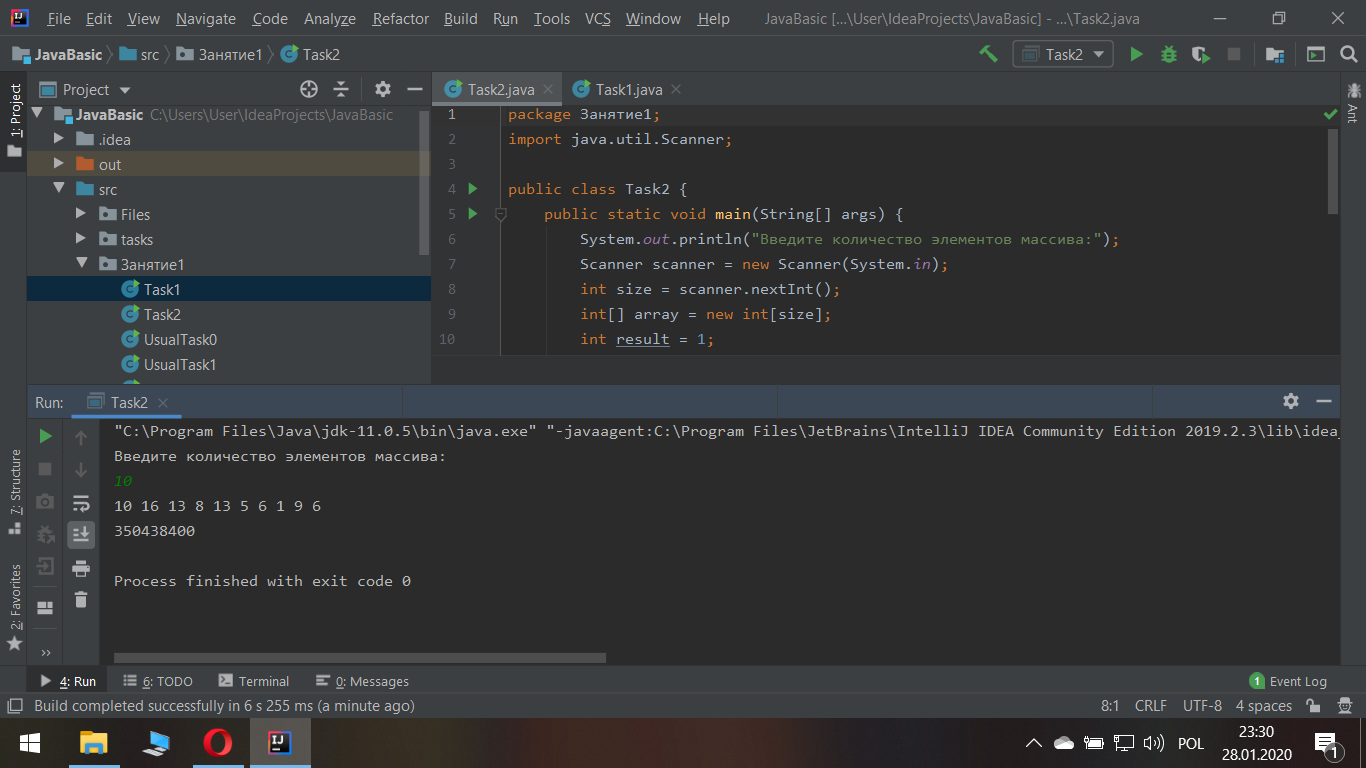 File Edit View Navigate Code Analyze Refactor Build Run Tools VCS Window Help JavaBasic [...\User\IdeaProjects\JavaBasic] - ...\Task2.java
JavaBasic src Занятие1 Task2 Task2
1: Project
Project
Task2.java
Task1.java
Ant
JavaBasic C:\Users\User\IdeaProjects\JavaBasic
.idea
out
src
Files
tasks
Занятие1
Task1
Task2
UsualTask0
UsualTask1
1 package Занятие1;
2 import java.util.Scanner;
3
4 public class Task2 {
5 public static void main(String[] args) {
6 System.out.println("Введите количество элементов массива:");
7 Scanner scanner = new Scanner(System.in);
8 int size = scanner.nextInt();
9 int[] array = new int[size];
10 int result = 1;
Run: Task2
"C:\Program Files\Java\jdk-11.0.5\bin\java.exe" "-javaagent:C:\Program Files\JetBrains\IntelliJ IDEA Community Edition 2019.2.3\lib\idea_
Введите количество элементов массива:
10
10 16 13 8 13 5 6 1 9 6
350438400
Process finished with exit code 0
7: Structure
2: Favorites
4: Run 6: TODO Terminal 0: Messages 1 Event Log
Build completed successfully in 6 s 255 ms (a minute ago) 8:1 CRLF UTF-8 4 spaces
IJ
POL
23:30
28.01.2020
1